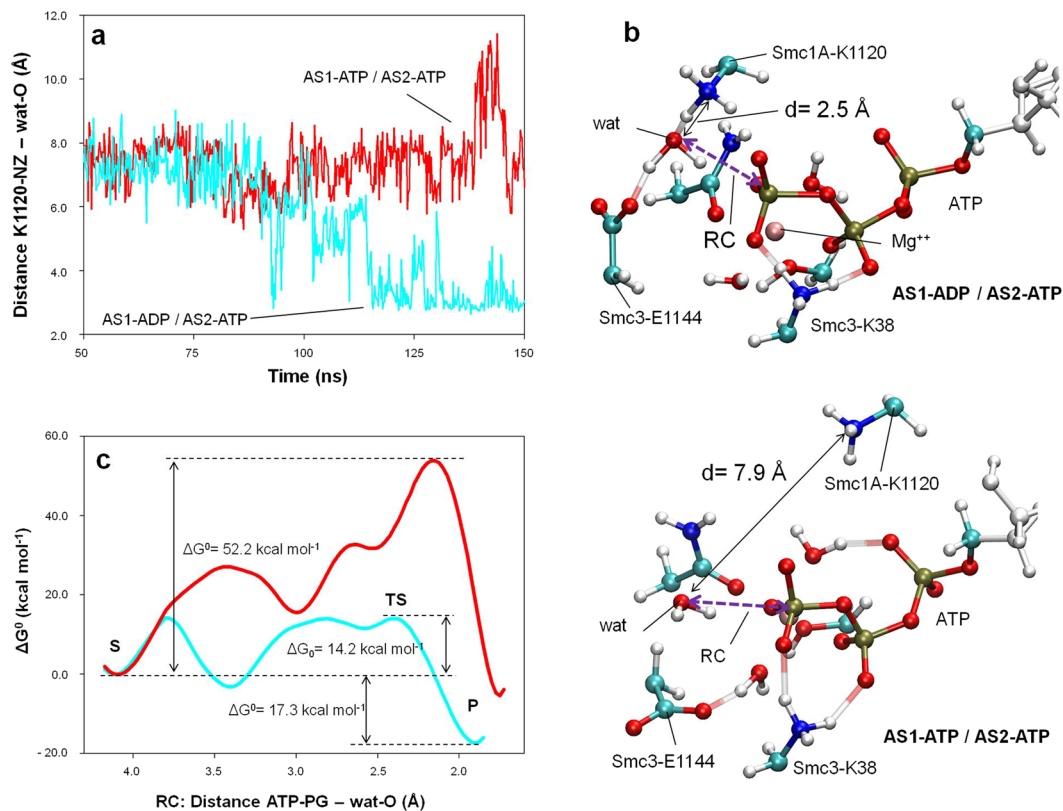 a
12.0
10.0
8.0
6.0
4.0
2.0
Distance K1120-NZ – wat-O (Å)
AS1-ATP / AS2-ATP
AS1-ADP / AS2-ATP
50
75
100
125
150
Time (ns)
b
Smc1A-K1120
wat
d= 2.5 Å
RC
ATP
Mg⁺⁺
AS1-ADP / AS2-ATP
Smc3-E1144
Smc3-K38
c
60.0
40.0
20.0
0.0
- 20.0
ΔG⁰ (kcal mol⁻¹)
ΔG⁰= 52.2 kcal mol⁻¹
S
TS
ΔG₀= 14.2 kcal mol⁻¹
ΔG⁰= 17.3 kcal mol⁻¹
P
4.0
3.5
3.0
2.5
2.0
RC: Distance ATP-PG – wat-O (Å)
d= 7.9 Å
Smc1A-K1120
wat
RC
ATP
Smc3-E1144
Smc3-K38
AS1-ATP / AS2-ATP